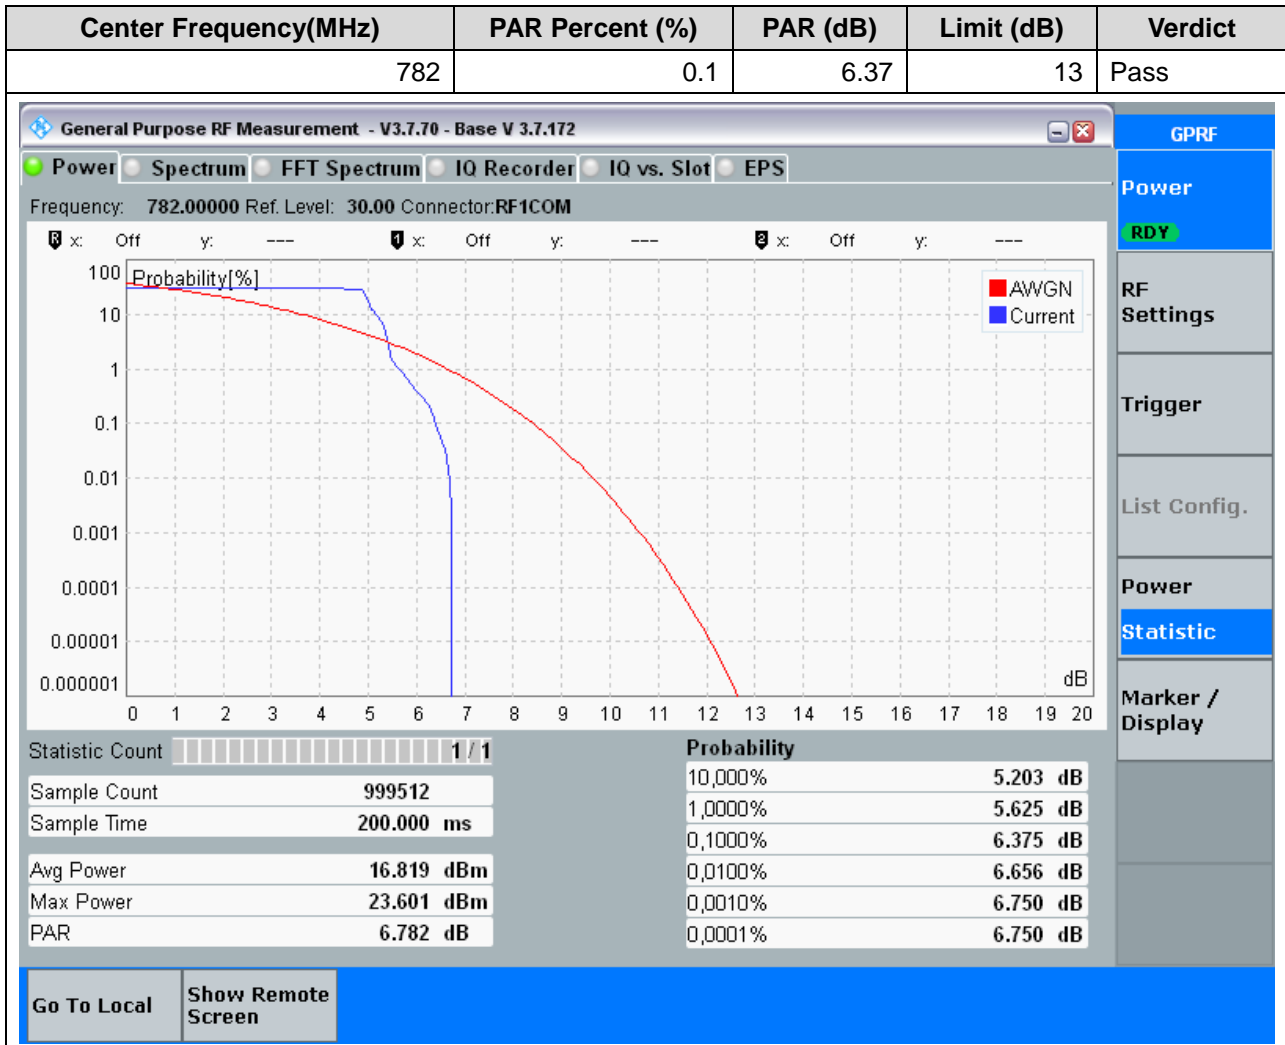 Center Frequency(MHz) PAR Percent (%) PAR (dB) Limit (dB) Verdict
782 0.1 6.37 13 Pass
General Purpose RF Measurement - V3.7.70 - Base V 3.7.172
GPRF
Power Spectrum FFT Spectrum IQ Recorder IQ vs. Slot EPS
Frequency: 782.00000 Ref. Level: 30.00 Connector:RF1COM
R x: Off y: --- 1 x: Off y: --- 2 x: Off y: ---
Probability[%]
AWGN
Current
100
10
1
0.1
0.01
0.001
0.0001
0.00001
0.000001
dB
0 1 2 3 4 5 6 7 8 9 10 11 12 13 14 15 16 17 18 19 20
Statistic Count 1 / 1
Sample Count 999512
Sample Time 200.000 ms
Avg Power 16.819 dBm
Max Power 23.601 dBm
PAR 6.782 dB
Probability
10,000% 5.203 dB
1,0000% 5.625 dB
0,1000% 6.375 dB
0,0100% 6.656 dB
0,0010% 6.750 dB
0,0001% 6.750 dB
Power
RDY
RF
Settings
Trigger
List Config.
Power
Statistic
Marker /
Display
Go To Local
Show Remote
Screen